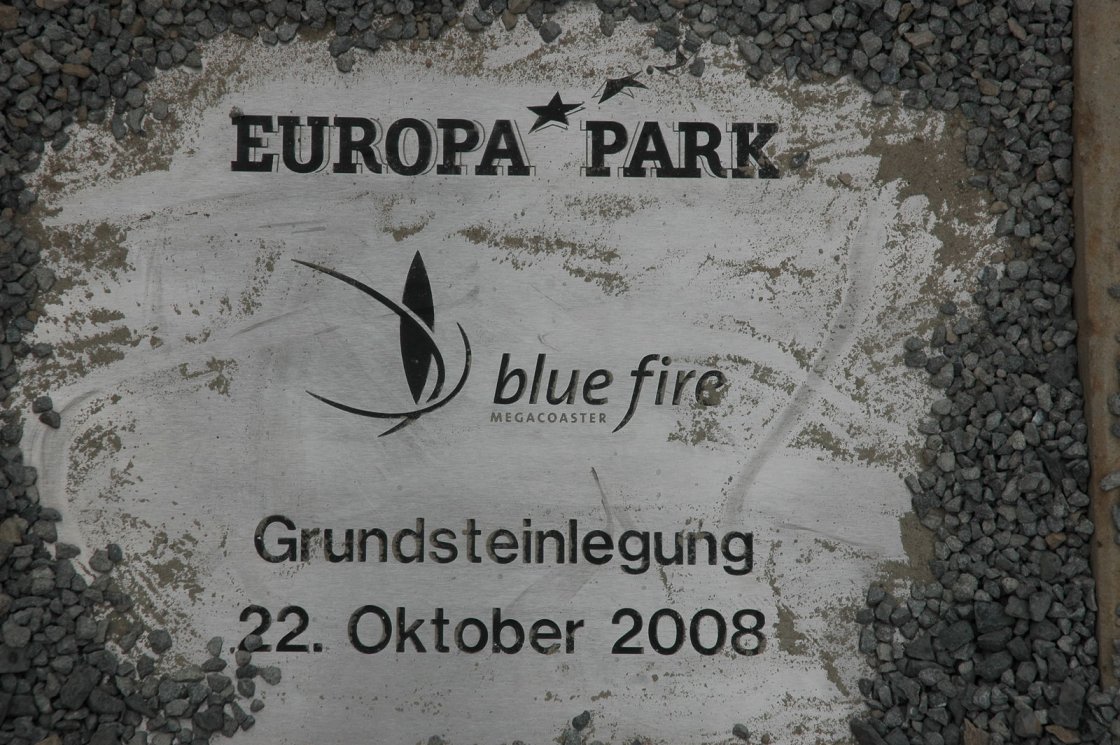 EUROPA PARK
blue fire
MEGACOASTER
Grundsteinlegung
22. Oktober 2008